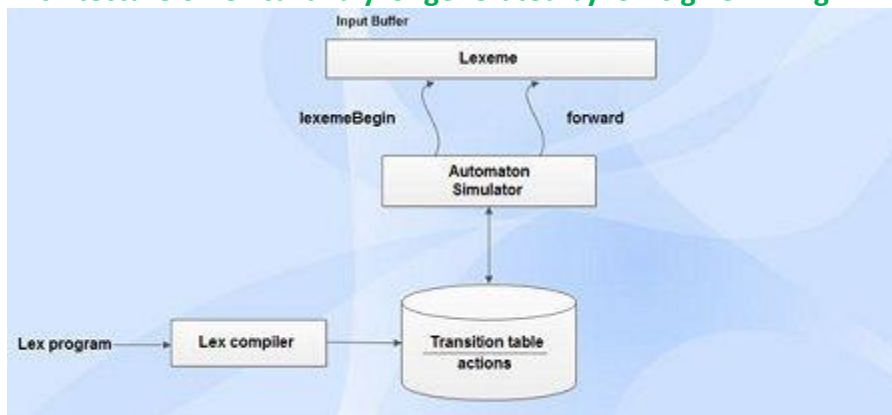 Input Buffer
Lexeme
lexemeBegin
forward
Automaton
Simulator
Lex program
Lex compiler
Transition table
actions